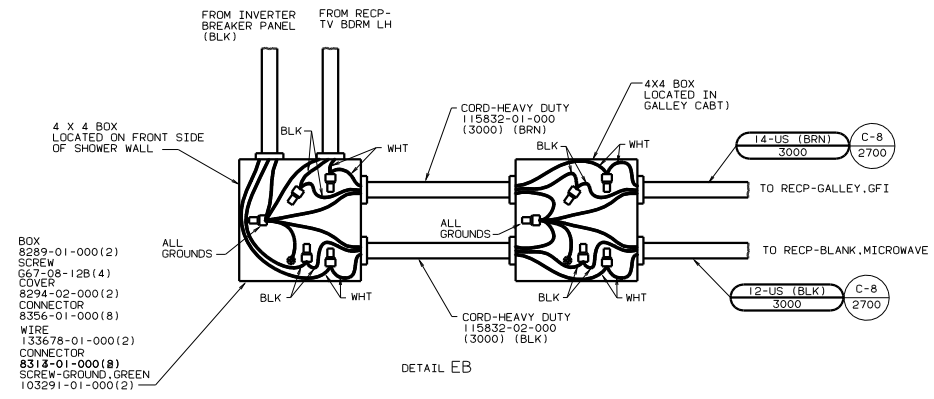 FROM INVERTER
BREAKER PANEL
(BLK)
FROM RECP-
TV BDRM LH
4 X 4 BOX
LOCATED ON FRONT SIDE
OF SHOWER WALL
BLK
WHT
CORD-HEAVY DUTY
115832-01-000
(3000) (BRN)
4X4 BOX
LOCATED IN
GALLEY CABT)
BLK
WHT
14-US (BRN)
3000
C-8
2700
TO RECP-GALLEY,GFI
ALL
GROUNDS
ALL
GROUNDS
TO RECP-BLANK,MICROWAVE
BOX
8289-01-000(2)
SCREW
G67-08-12B(4)
COVER
8294-02-000(2)
CONNECTOR
8356-01-000(8)
WIRE
133678-01-000(2)
CONNECTOR
SCREW-GROUND,GREEN
103291-01-000(2)
BLK
WHT
BLK
WHT
12-US (BLK)
3000
C-8
2700
CORD-HEAVY DUTY
115832-02-000
(3000) (BLK)
DETAIL EB